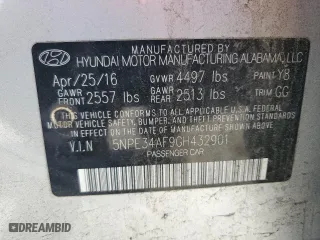 MANUFACTURED BY
HYUNDAI MOTOR MANUFACTURING ALABAMA, LLC
Apr/25/16 GVWR 4497 lbs PAINT Y8
GAWR FRONT 2557 lbs GAWR REAR 2513 lbs TRIM GG
THIS VEHICLE CONFORMS TO ALL APPLICABLE U.S. FEDERAL
MOTOR VEHICLE SAFETY, BUMPER, AND THEFT PREVENTION
STANDARDS IN EFFECT ON THE DATE OF MANUFACTURE SHOWN ABOVE.
V.I.N 5NPE34AF9GH432901
PASSENGER CAR
© DealerCenter ID: